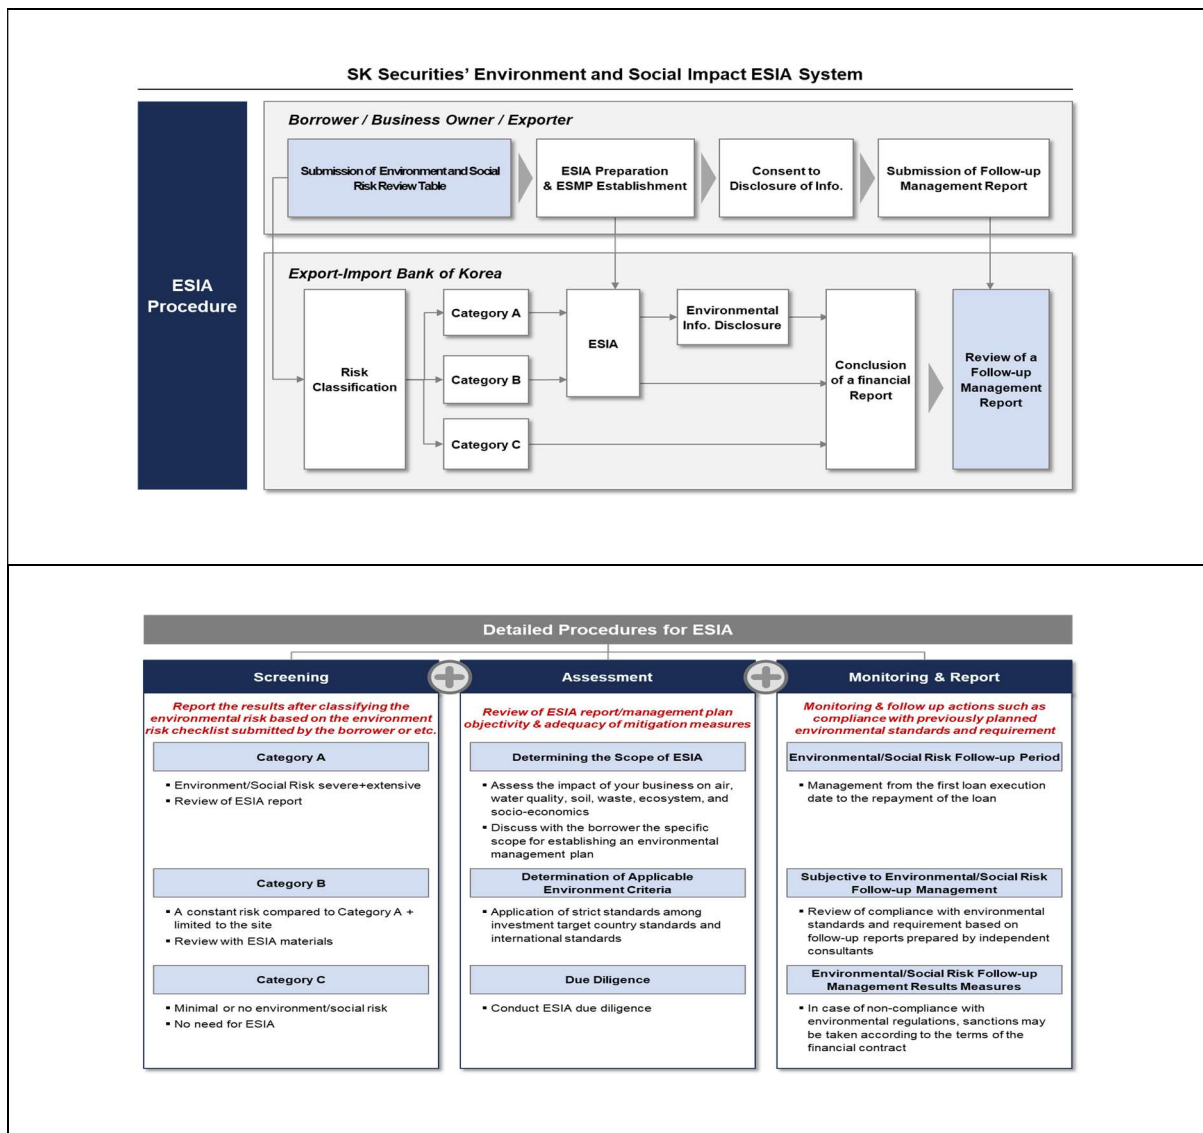 SK Securities' Environment and Social Impact ESIA System
ESIA
Procedure
Borrower / Business Owner / Exporter
Submission of Environment and Social
Risk Review Table
ESIA Preparation
& ESMP Establishment
Consent to
Disclosure of Info.
Submission of Follow-up
Management Report
Export-Import Bank of Korea
Risk
Classification
Category A
Category B
Category C
ESIA
Environmental
Info. Disclosure
Conclusion
of a financial
Report
Review of a
Follow-up
Management
Report
Detailed Procedures for ESIA
Screening
Report the results after classifying the
environmental risk based on the environment
risk checklist submitted by the borrower or etc.
Category A
▪ Environment/Social Risk severe+extensive
▪ Review of ESIA report
Category B
▪ A constant risk compared to Category A +
limited to the site
▪ Review with ESIA materials
Category C
▪ Minimal or no environment/social risk
▪ No need for ESIA
Assessment
Review of ESIA report/management plan
objectivity & adequacy of mitigation measures
Determining the Scope of ESIA
▪ Assess the impact of your business on air,
water quality, soil, waste, ecosystem, and
socio-economics
▪ Discuss with the borrower the specific
scope for establishing an environmental
management plan
Determination of Applicable
Environment Criteria
▪ Application of strict standards among
investment target country standards and
international standards
Due Diligence
▪ Conduct ESIA due diligence
Monitoring & Report
Monitoring & follow up actions such as
compliance with previously planned
environmental standards and requirement
Environmental/Social Risk Follow-up Period
▪ Management from the first loan execution
date to the repayment of the loan
Subjective to Environmental/Social Risk
Follow-up Management
▪ Review of compliance with environmental
standards and requirement based on
follow-up reports prepared by independent
consultants
Environmental/Social Risk Follow-up
Management Results Measures
▪ In case of non-compliance with
environmental regulations, sanctions may
be taken according to the terms of the
financial contract